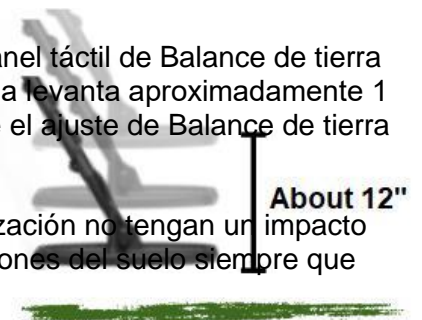 nel táctil de Balance de tierra
a levanta aproximadamente 1
e el ajuste de Balance de tierra
About 12"
zación no tengan un impacto
ones del suelo siempre que